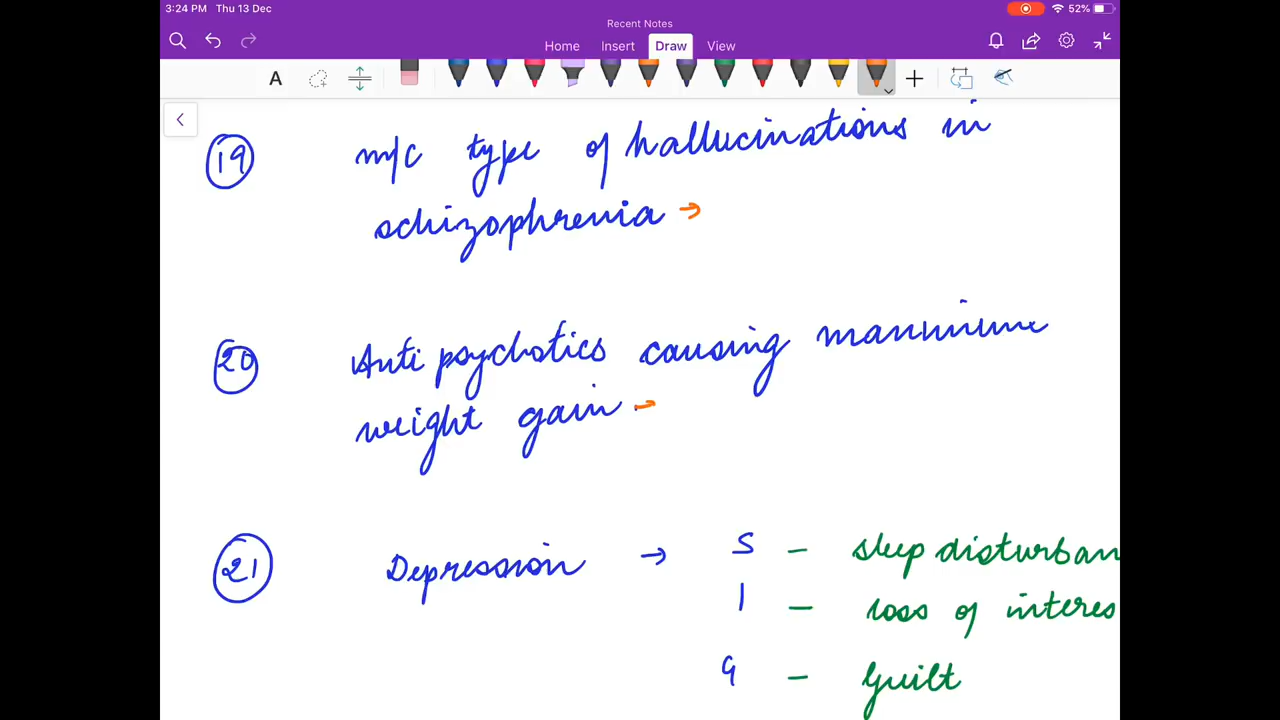 3:24 PM Thu 13 Dec
52%
Recent Notes
Home Insert Draw View
A
19 m/c type of hallucinations in
schizophrenia →
20 Anti psychotics causing maximum
weight gain →
21 Depression → S - sleep disturban
I - loss of interes
G - Guilt